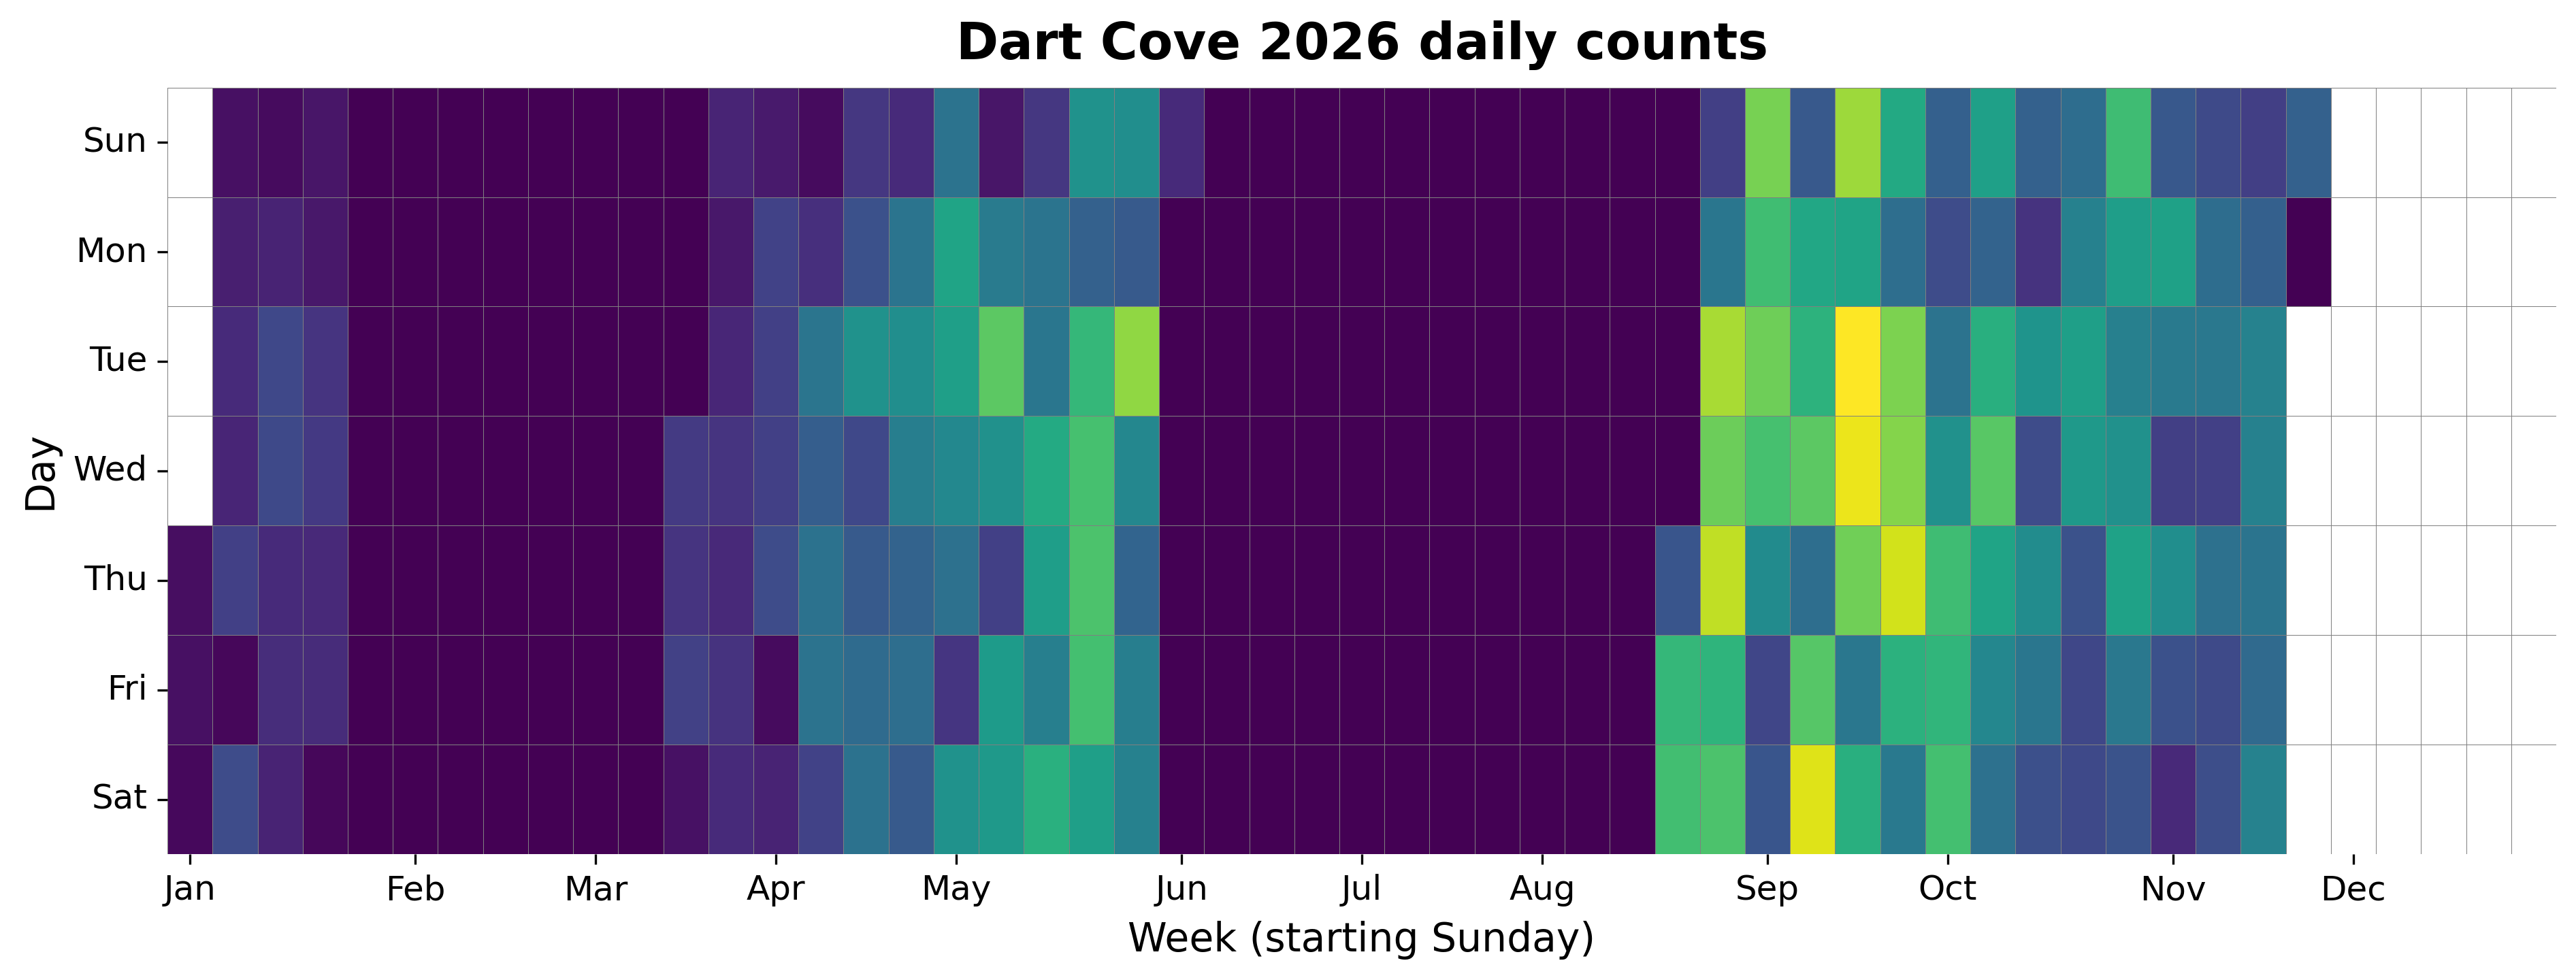 Dart Cove 2026 daily counts
Day
Sun
Mon
Tue
Wed
Thu
Fri
Sat
Jan Feb Mar Apr May Jun Jul Aug Sep Oct Nov Dec
Week (starting Sunday)